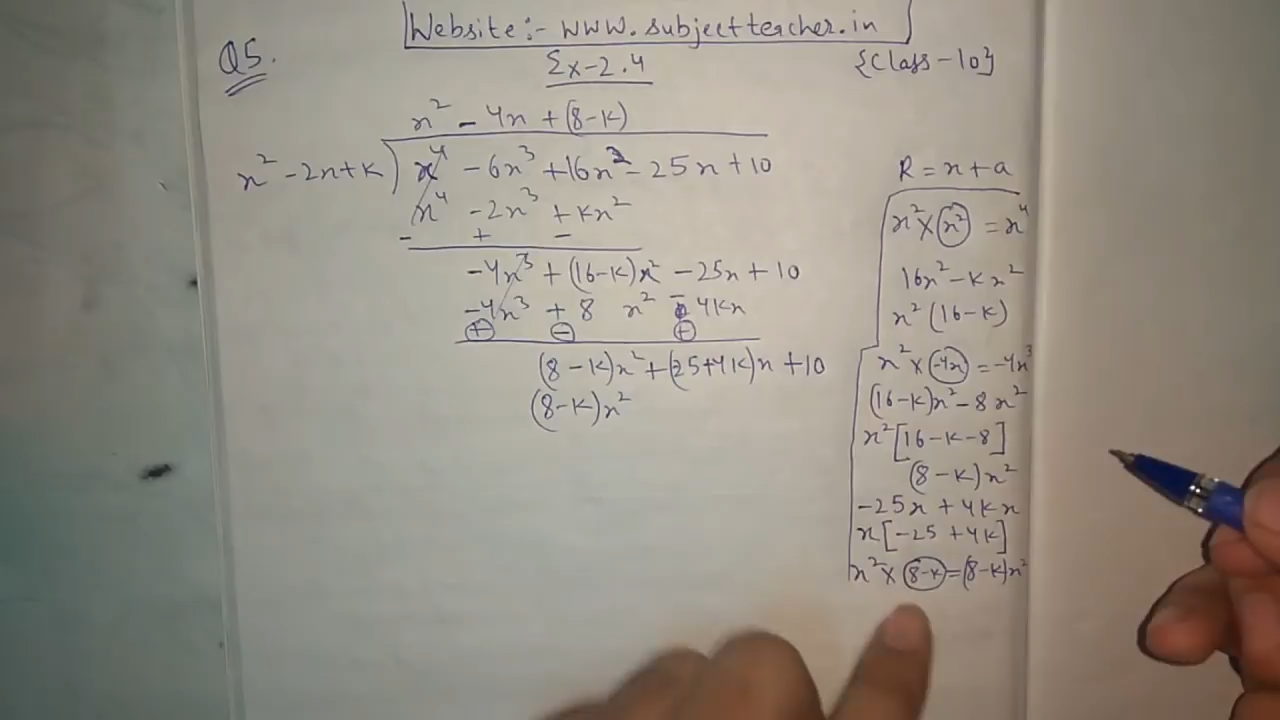 Website:- www.subjectteacher.in
Q5.
Ex-2.4
{Class-10}
x² - 4x + (8-k)
x² - 2x + k ) x⁴ - 6x³ + 16x² - 25x + 10
x⁴ - 2x³ + kx²
- + -
-4x³ + (16-k)x² - 25x + 10
-4x³ + 8 x² - 4kx
+ - +
(8-k)x² + (25+4k)x + 10
(8-k)x²
R = x + a
x² × x² = x⁴
16x² - kx²
x² (16-k)
x² × -4x = -4x³
(16-k)x² - 8x²
x² [16-k-8]
(8-k)x²
-25x + 4kx
x[-25 + 4k]
x² × 8-k = (8-k)x²